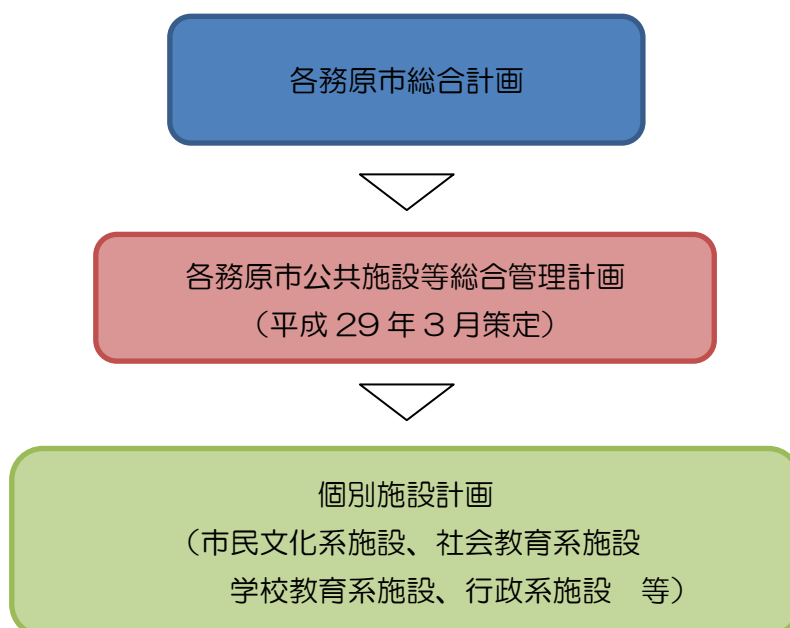 各務原市総合計画
各務原市公共施設等総合管理計画
（平成 29 年 3 月策定）
個別施設計画
（市民文化系施設、社会教育系施設
学校教育系施設、行政系施設　等）